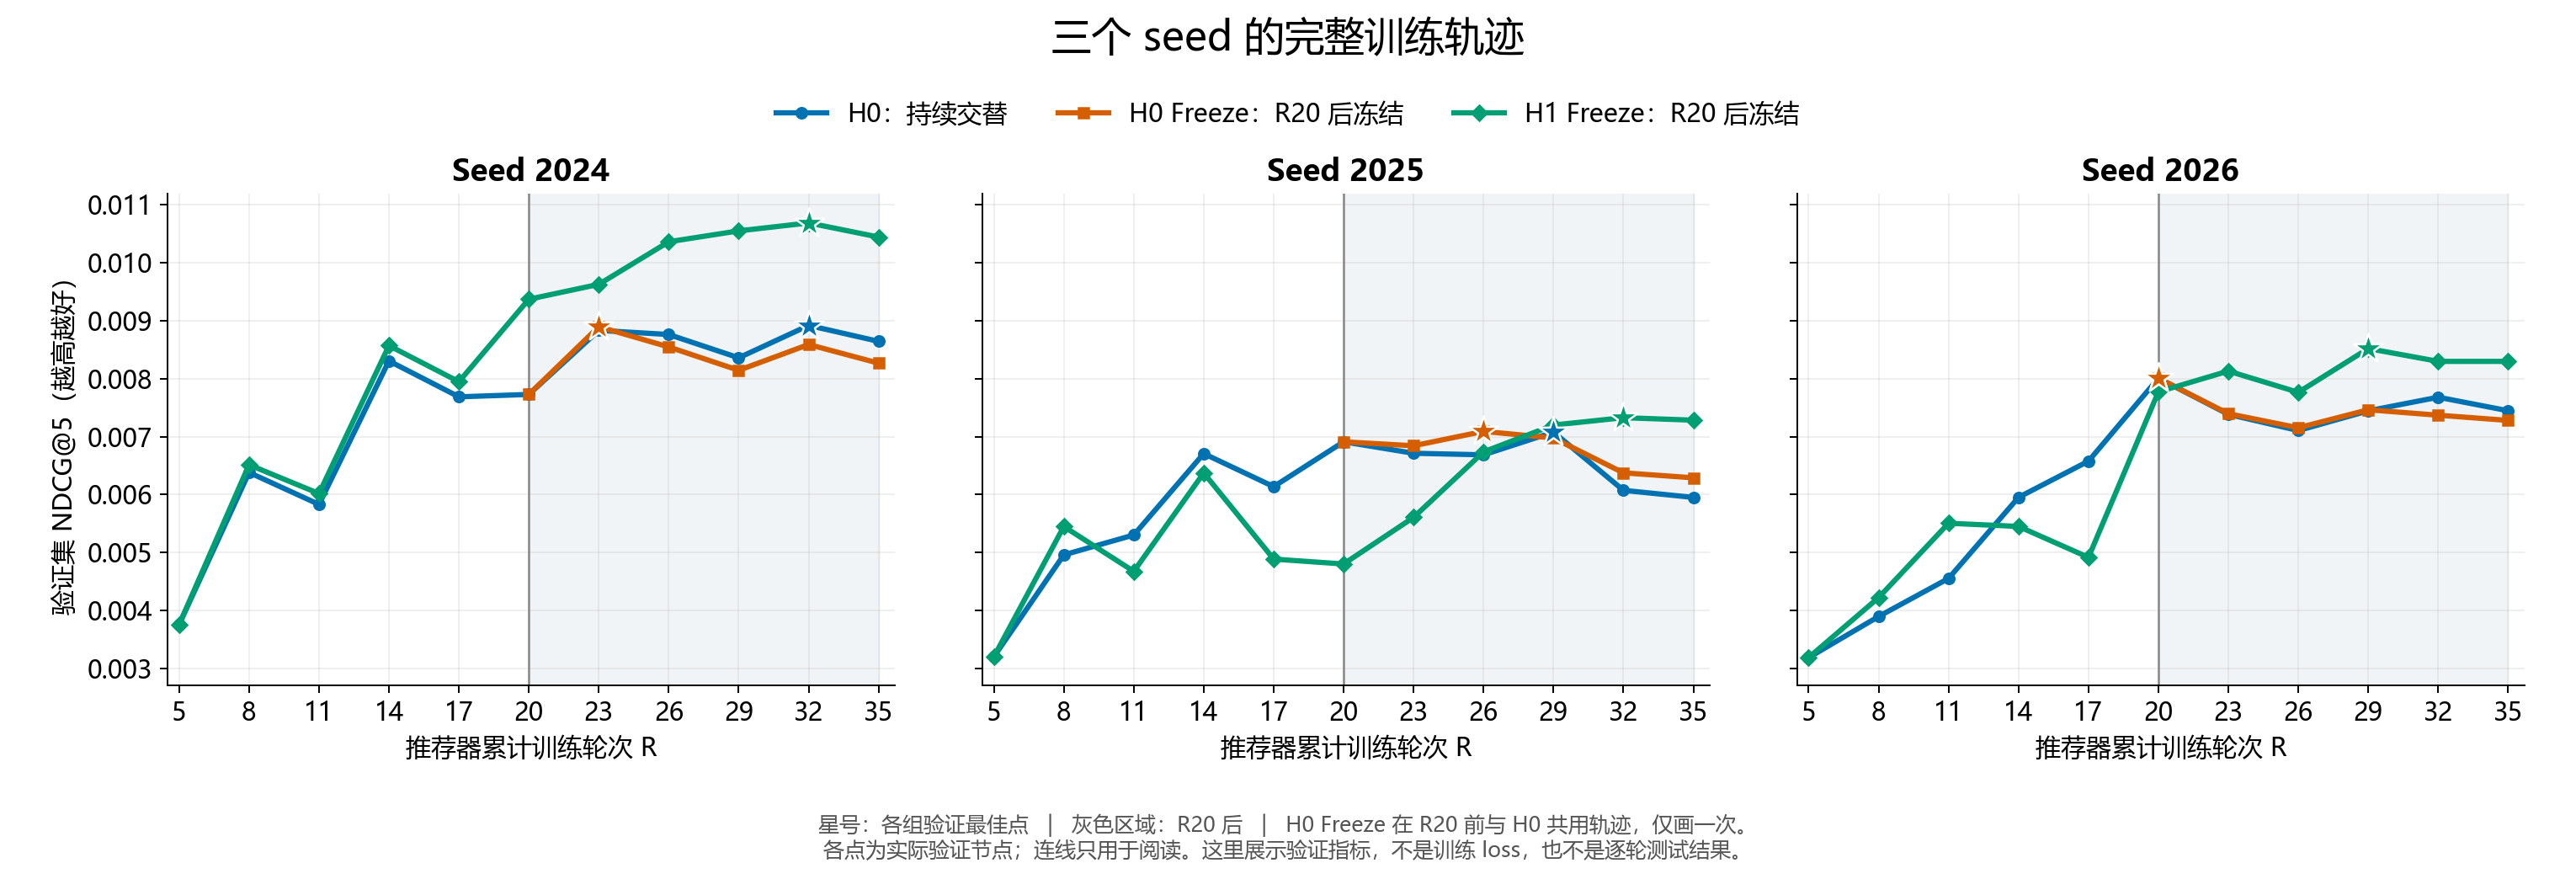 三个 seed 的完整训练轨迹
H0：持续交替
H0 Freeze：R20 后冻结
H1 Freeze：R20 后冻结
Seed 2024
Seed 2025
Seed 2026
验证集 NDCG@5（越高越好）
0.011
0.010
0.009
0.008
0.007
0.006
0.005
0.004
0.003
5 8 11 14 17 20 23 26 29 32 35
5 8 11 14 17 20 23 26 29 32 35
5 8 11 14 17 20 23 26 29 32 35
推荐器累计训练轮次 R
推荐器累计训练轮次 R
推荐器累计训练轮次 R
星号：各组验证最佳点 | 灰色区域：R20 后 | H0 Freeze 在 R20 前与 H0 共用轨迹，仅画一次。
各点为实际验证节点；连线只用于阅读。这里展示验证指标，不是训练 loss，也不是逐轮测试结果。